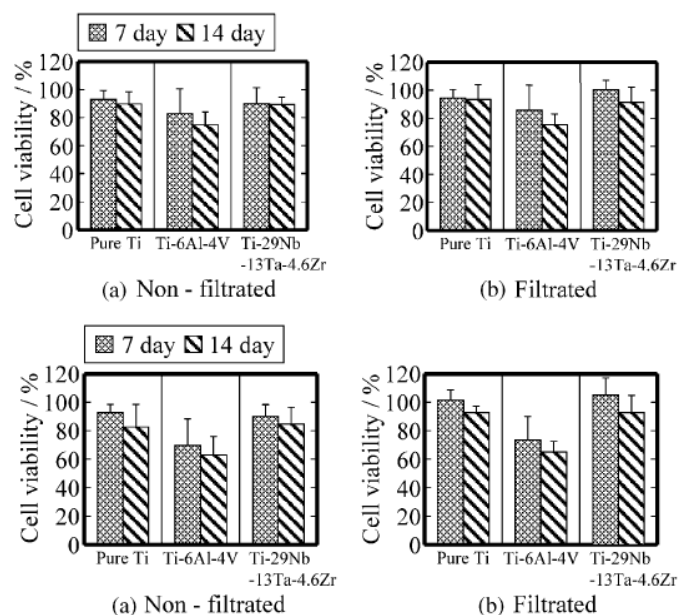 7 day 14 day
Cell viability / %
120
100
80
60
40
20
0
Pure Ti Ti-6Al-4V Ti-29Nb
-13Ta-4.6Zr
(a) Non - filtrated
Cell viability / %
120
100
80
60
40
20
0
Pure Ti Ti-6Al-4V Ti-29Nb
-13Ta-4.6Zr
(b) Filtrated
7 day 14 day
Cell viability / %
120
100
80
60
40
20
0
Pure Ti Ti-6Al-4V Ti-29Nb
-13Ta-4.6Zr
(a) Non - filtrated
Cell viability / %
120
100
80
60
40
20
0
Pure Ti Ti-6Al-4V Ti-29Nb
-13Ta-4.6Zr
(b) Filtrated